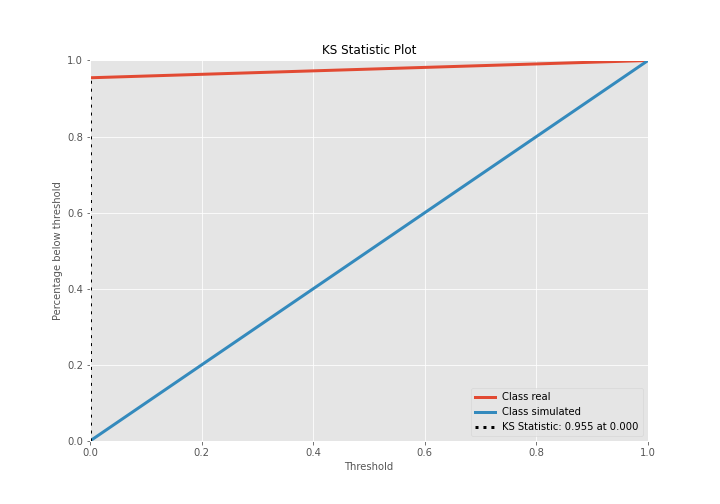 KS Statistic Plot
1.0
0.8
0.6
0.4
0.2
0.0
Percentage below threshold
Class real
Class simulated
KS Statistic: 0.955 at 0.000
0.0 0.2 0.4 0.6 0.8 1.0
Threshold